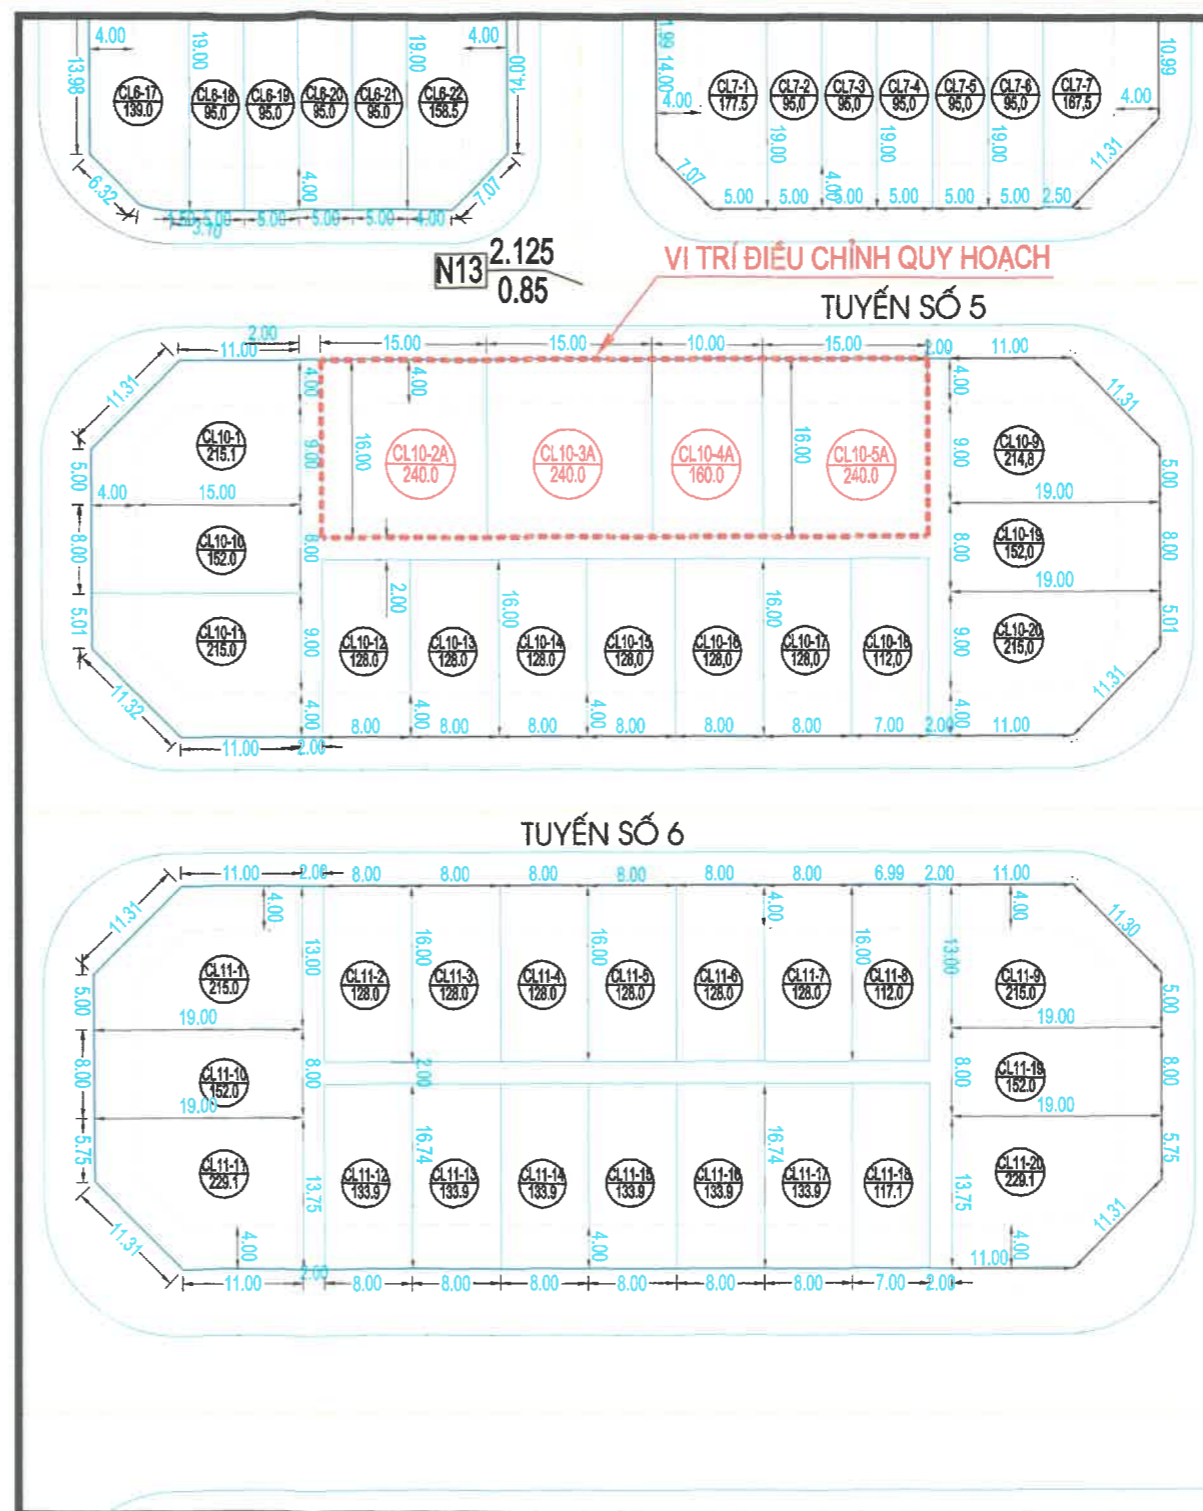 4.00 19.00 19.00 4.00
13.98 14.00
CL6-17 CL6-18 CL6-19 CL6-20 CL6-21 CL6-22
139.0 95.0 95.0 95.0 95.0 158.5
6.32 4.00 7.07
1.50 5.00 5.00 5.00 5.00 4.00
3.10
1.99 14.00 10.99
CL7-1 CL7-2 CL7-3 CL7-4 CL7-5 CL7-6 CL7-7
177.5 95,0 95,0 95,0 95,0 95,0 167,5
4.00 4.00
19.00 19.00 19.00
7.07 4.00 11.31
5.00 5.00 5.00 5.00 5.00 5.00 2.50
N13 2.125
0.85
VỊ TRÍ ĐIỀU CHỈNH QUY HOẠCH
TUYẾN SỐ 5
2.00
11.00 15.00 15.00 10.00 15.00 2.00 11.00
11.31 4.00 4.00 4.00 11.31
CL10-1 CL10-2A CL10-3A CL10-4A CL10-5A CL10-9
215.1 240.0 240.0 160.0 240.0 214,8
5.00 9.00 16.00 16.00 9.00 5.00
4.00 15.00 19.00
CL10-10 CL10-19
152.0 152,0
8.00 8.00 8.00 8.00
2.00 16.00 16.00 19.00
5.01 9.00 9.00 5.01
CL10-11 CL10-12 CL10-13 CL10-14 CL10-15 CL10-16 CL10-17 CL10-18 CL10-20
215.0 128.0 128.0 128.0 128,0 128,0 128,0 112,0 215,0
11.32 4.00 4.00 4.00 4.00 11.31
11.00 2.00 8.00 8.00 8.00 8.00 8.00 8.00 7.00 2.00 11.00
TUYẾN SỐ 6
11.00 2.00 8.00 8.00 8.00 8.00 8.00 8.00 6.99 2.00 11.00
11.31 4.00 4.00 4.00 11.30
13.00 16.00 16.00 16.00 13.00
CL11-1 CL11-2 CL11-3 CL11-4 CL11-5 CL11-6 CL11-7 CL11-8 CL11-9
215.0 128.0 128.0 128.0 128.0 128.0 128.0 112.0 215.0
5.00 5.00
19.00 19.00
8.00 8.00 2.00 8.00 8.00
CL11-10 CL11-19
152.0 152.0
19.00 19.00
5.75 16.74 16.74 5.75
CL11-11 CL11-12 CL11-13 CL11-14 CL11-15 CL11-16 CL11-17 CL11-18 CL11-20
229.1 133.9 133.9 133.9 133.9 133.9 133.9 117.1 229.1
13.75 13.75
11.31 4.00 4.00 4.00 11.31
11.00 2.00 8.00 8.00 8.00 8.00 8.00 8.00 7.00 2.00 11.00